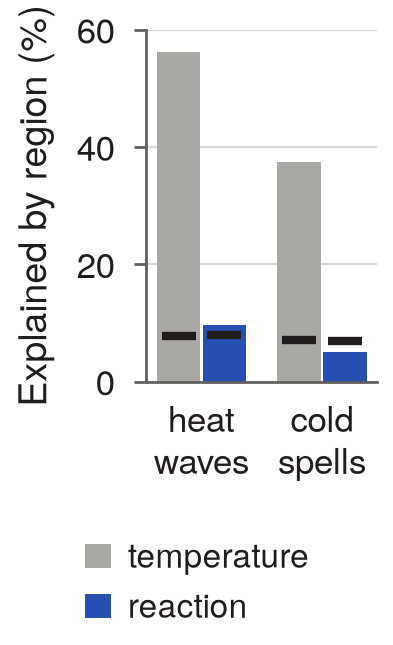 Explained by region (%)
60
40
20
0
heat
waves
cold
spells
temperature
reaction